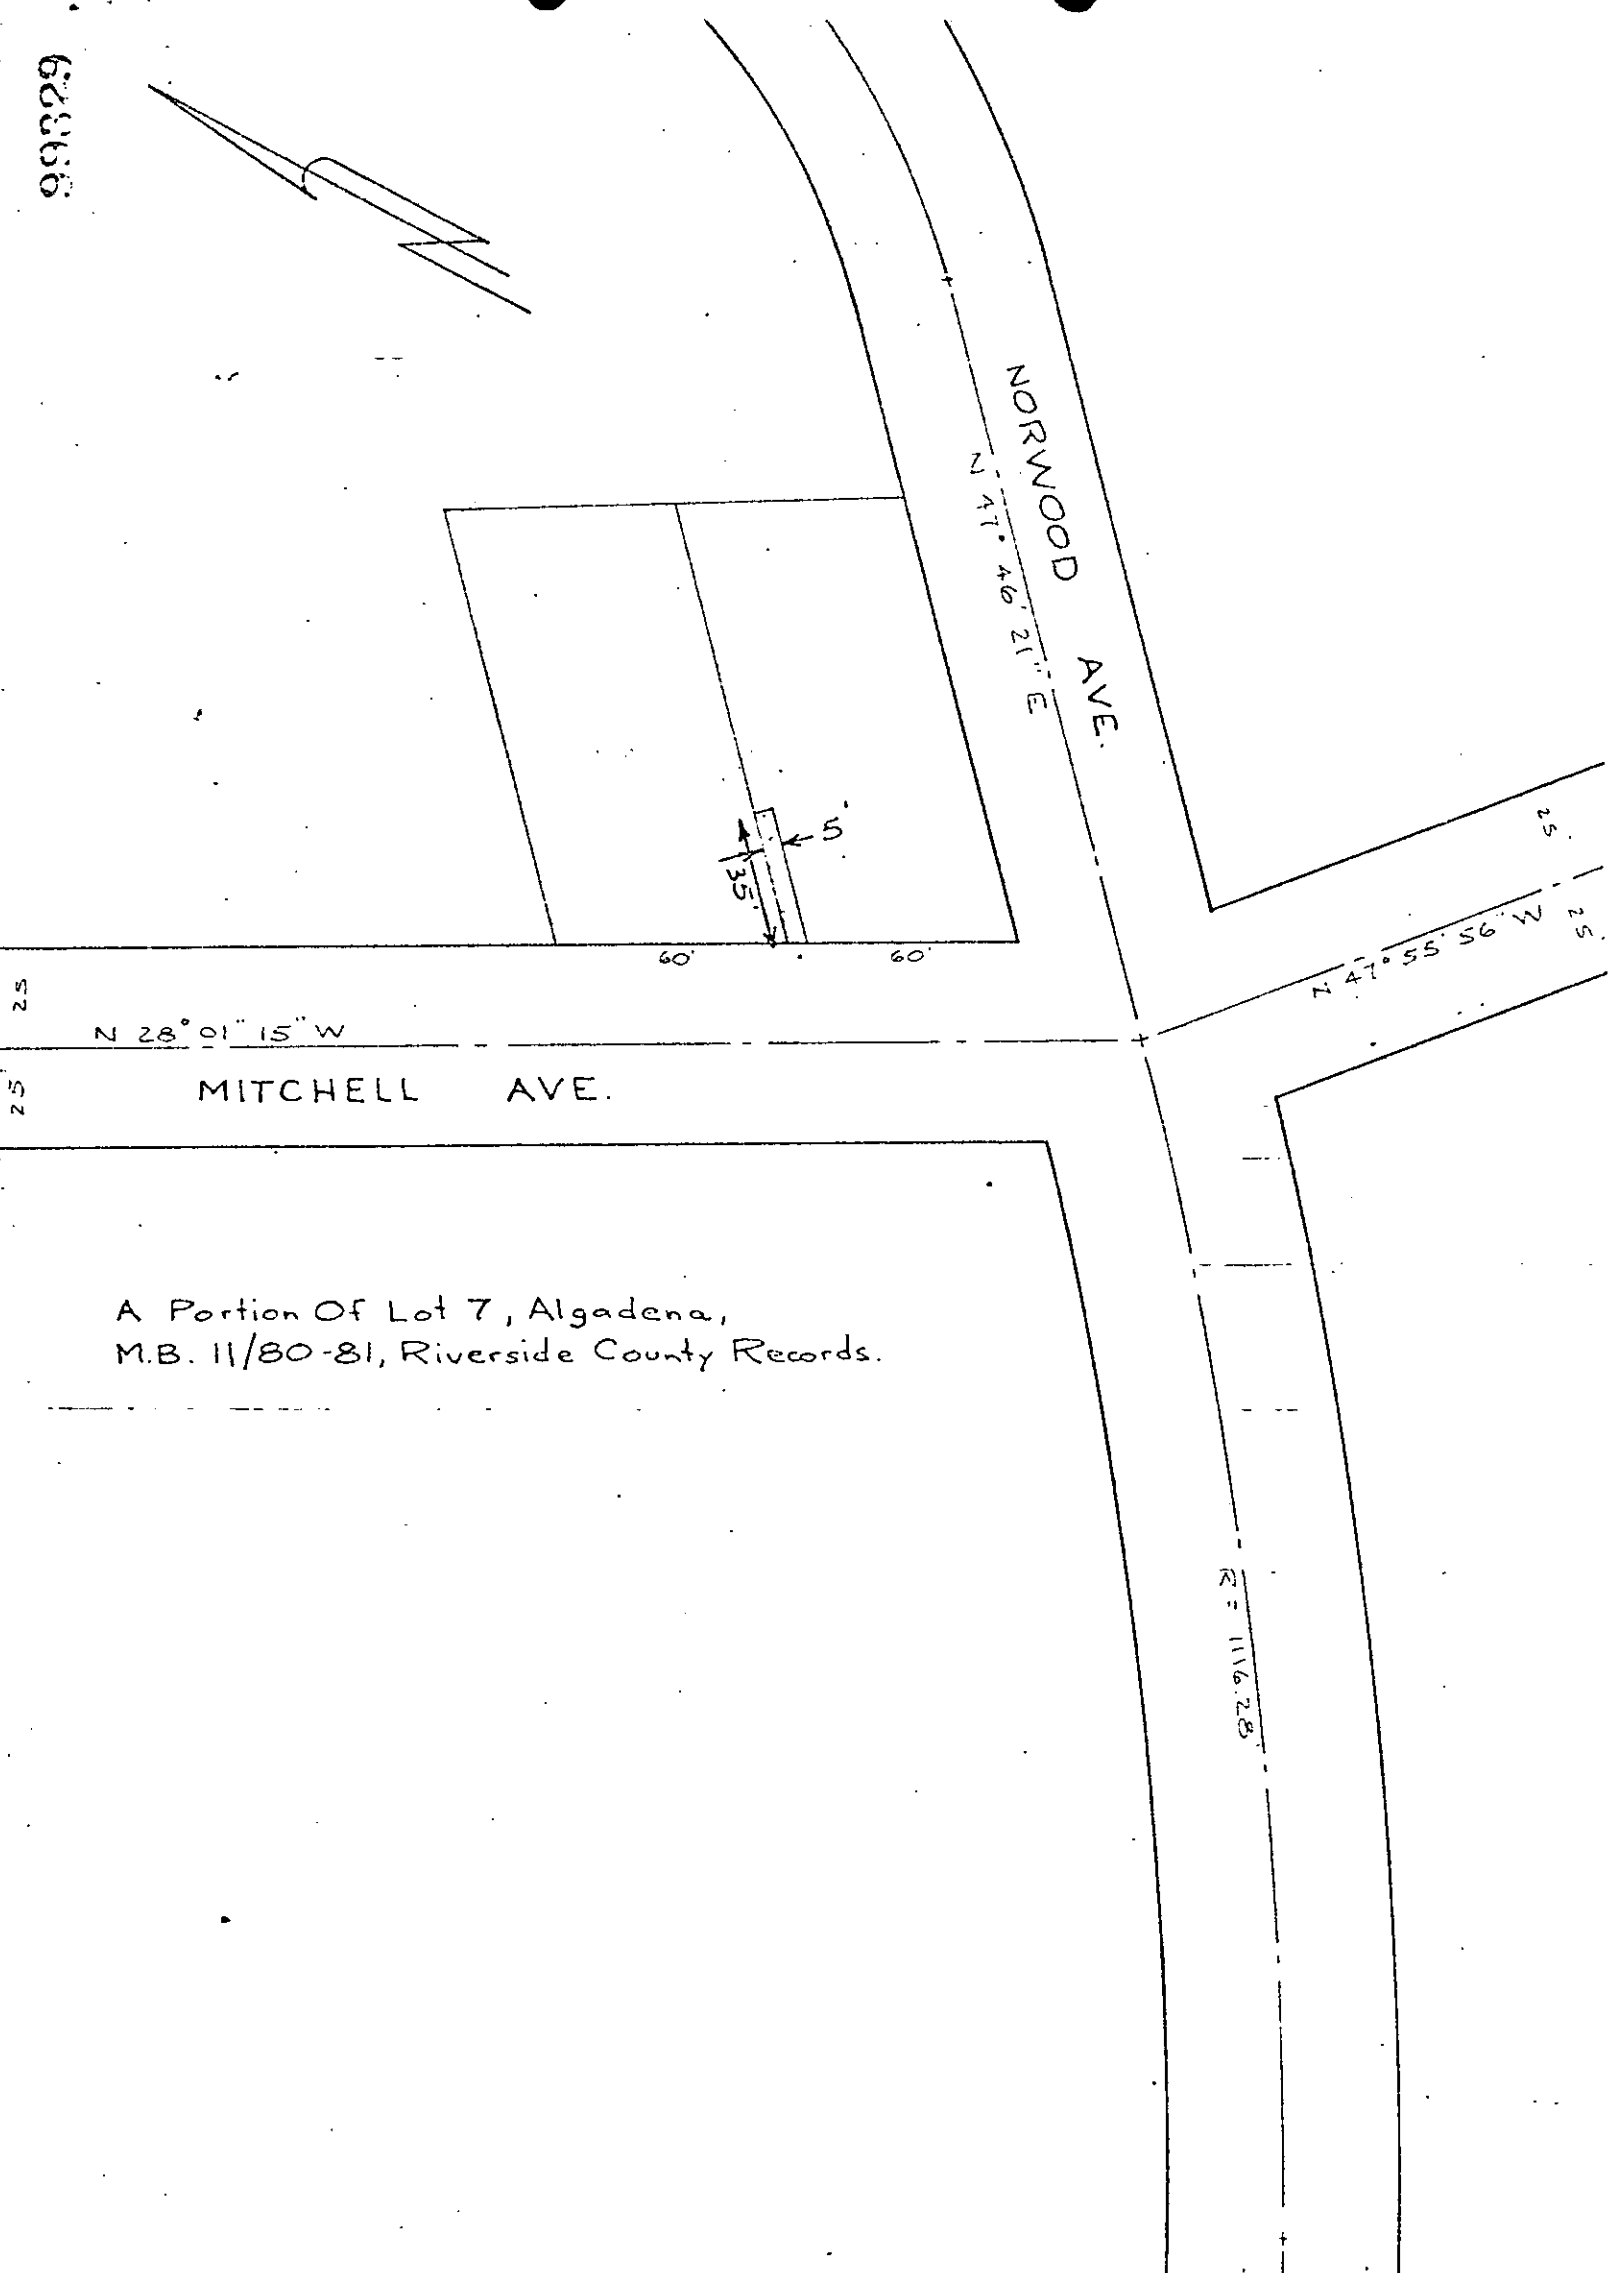 NORWOOD AVE.
N 47° 46' 21" E
5'
35'
25'
25'
N 47° 55' 56" W
60'
60'
25
N 28° 01" 15" W
25'
MITCHELL AVE.
A Portion Of Lot 7, Algadena,
M.B. 11/80-81, Riverside County Records.
R = 1116.28'